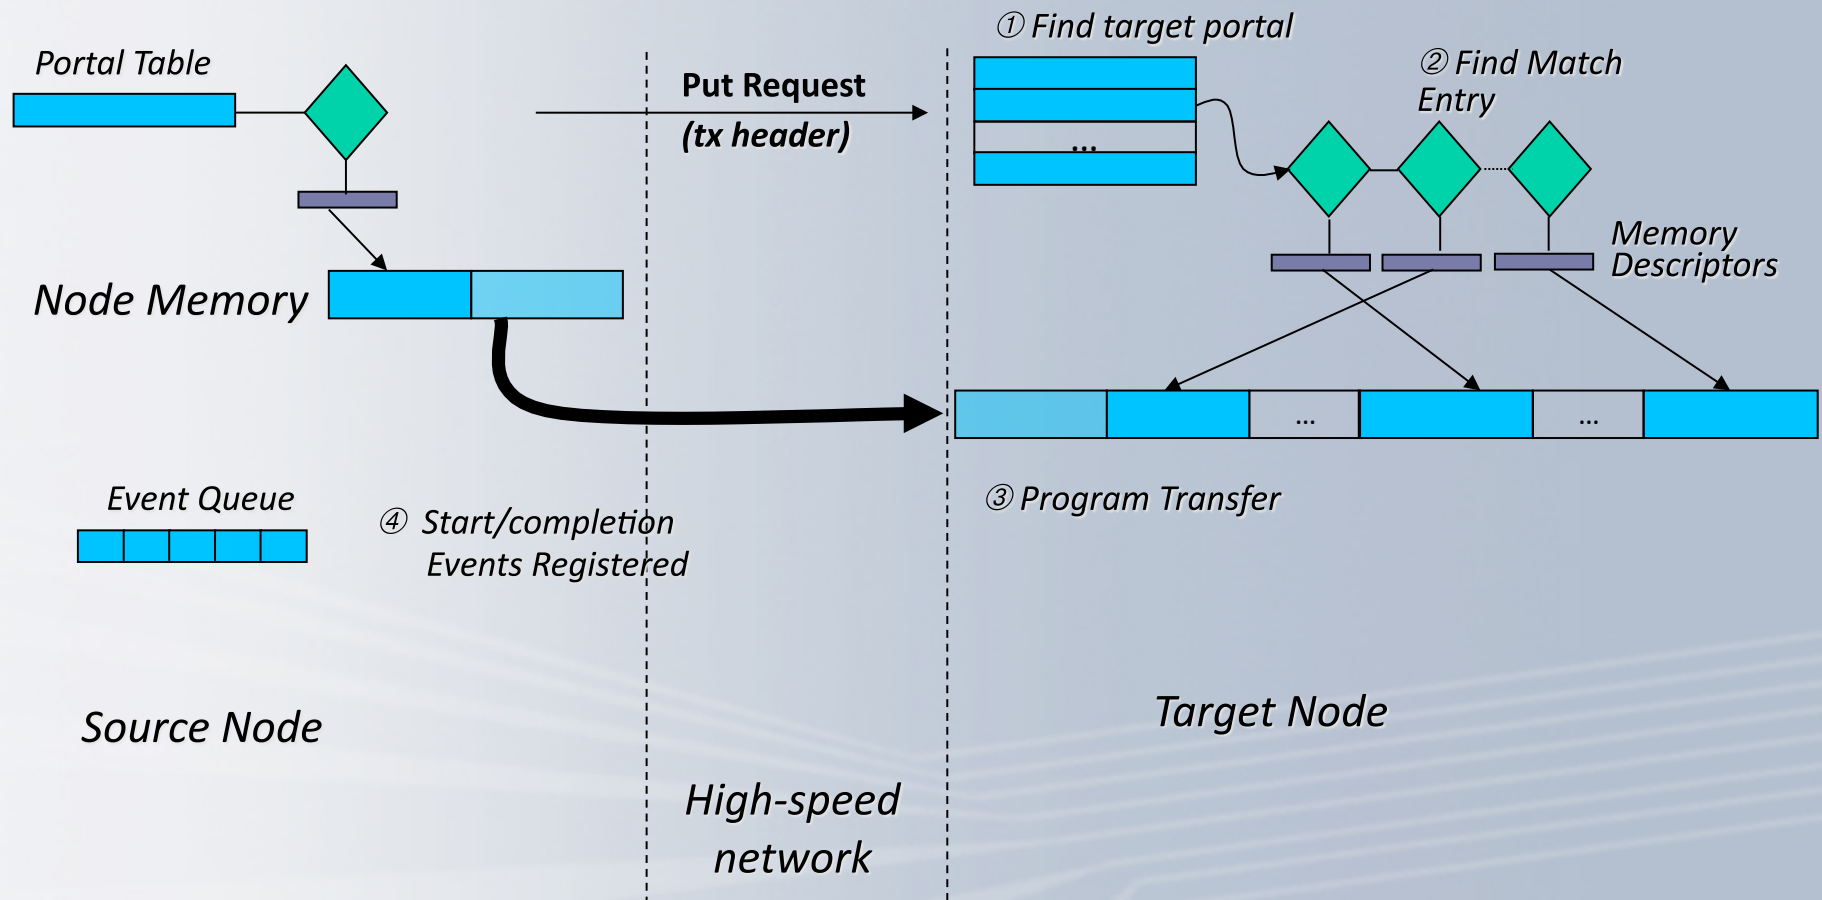 ① Find target portal
Portal Table
② Find Match
Entry
Put Request
(tx header)
...
Memory
Descriptors
Node Memory
...
...
Event Queue
③ Program Transfer
④ Start/completion
Events Registered
Source Node
Target Node
High-speed
network